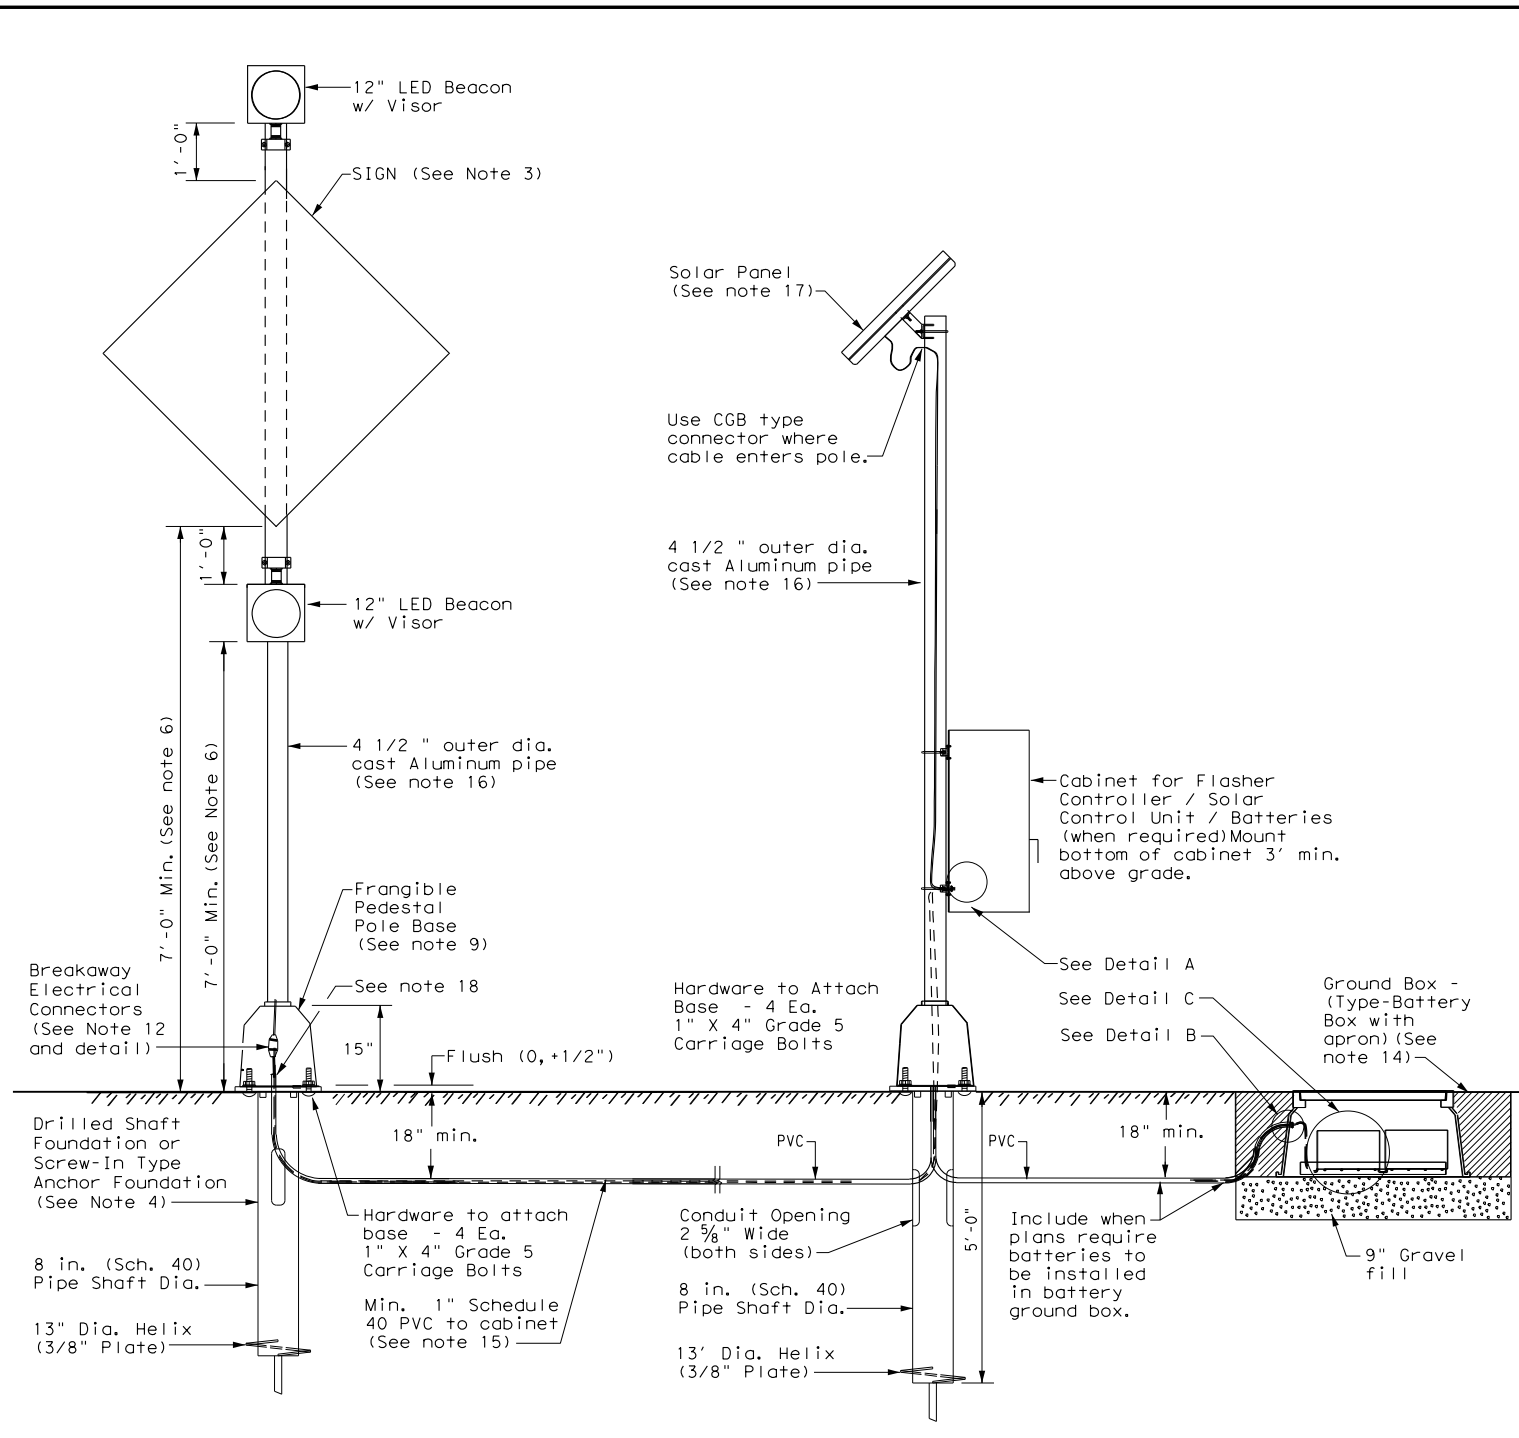 12" LED Beacon
w/ Visor
1'-0"
SIGN (See Note 3)
Solar Panel
(See note 17)
Use CGB type
connector where
cable enters pole.
1'-0"
4 1/2 " outer dia.
cast Aluminum pipe
(See note 16)
12" LED Beacon
w/ Visor
7'-0" Min. (See note 6)
7'-0" Min. (See Note 6)
4 1/2 " outer dia.
cast Aluminum pipe
(See note 16)
Cabinet for Flasher
Controller / Solar
Control Unit / Batteries
(when required)Mount
bottom of cabinet 3' min.
above grade.
Frangible
Pedestal
Pole Base
(See note 9)
See note 18
Breakaway
Electrical
Connectors
(See Note 12
and detail)
15"
Flush (0,+1/2")
Hardware to Attach
Base - 4 Ea.
1" X 4" Grade 5
Carriage Bolts
See Detail A
See Detail C
See Detail B
Ground Box -
(Type-Battery
Box with
apron)(See
note 14)
Drilled Shaft
Foundation or
Screw-In Type
Anchor Foundation
(See Note 4)
18" min.
PVC
PVC
18" min.
Hardware to attach
base - 4 Ea.
1" X 4" Grade 5
Carriage Bolts
Conduit Opening
2 5/8" Wide
(both sides)
5'-0"
Include when
plans require
batteries to
be installed
in battery
ground box.
9" Gravel
fill
8 in. (Sch. 40)
Pipe Shaft Dia.
Min. 1" Schedule
40 PVC to cabinet
(See note 15)
8 in. (Sch. 40)
Pipe Shaft Dia.
13" Dia. Helix
(3/8" Plate)
13' Dia. Helix
(3/8" Plate)